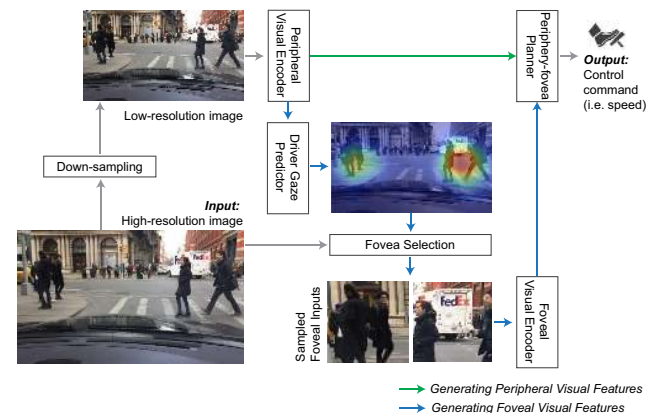 Peripheral
Visual Encoder
Periphery-fovea
Planner
Output:
Control
command
(i.e. speed)
Low-resolution image
Driver Gaze
Predictor
Down-sampling
Input:
High-resolution image
Fovea Selection
FedEx
FedEx
Sampled
Foveal Inputs
Foveal
Visual Encoder
Generating Peripheral Visual Features
Generating Foveal Visual Features